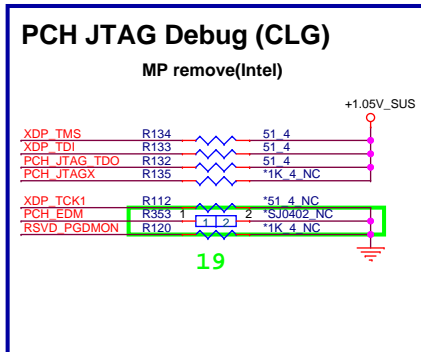 PCH JTAG Debug (CLG)
MP remove(Intel)
+1.05V_SUS
XDP_TMS R134 51_4
XDP_TDI R133 51_4
PCH_JTAG_TDO R132 51_4
PCH_JTAGX R135 *1K_4_NC
XDP_TCK1 R112 *51_4_NC
PCH_EDM R353 1 1 2 2 *SJ0402_NC
RSVD_PGDMON R120 *1K_4_NC
19